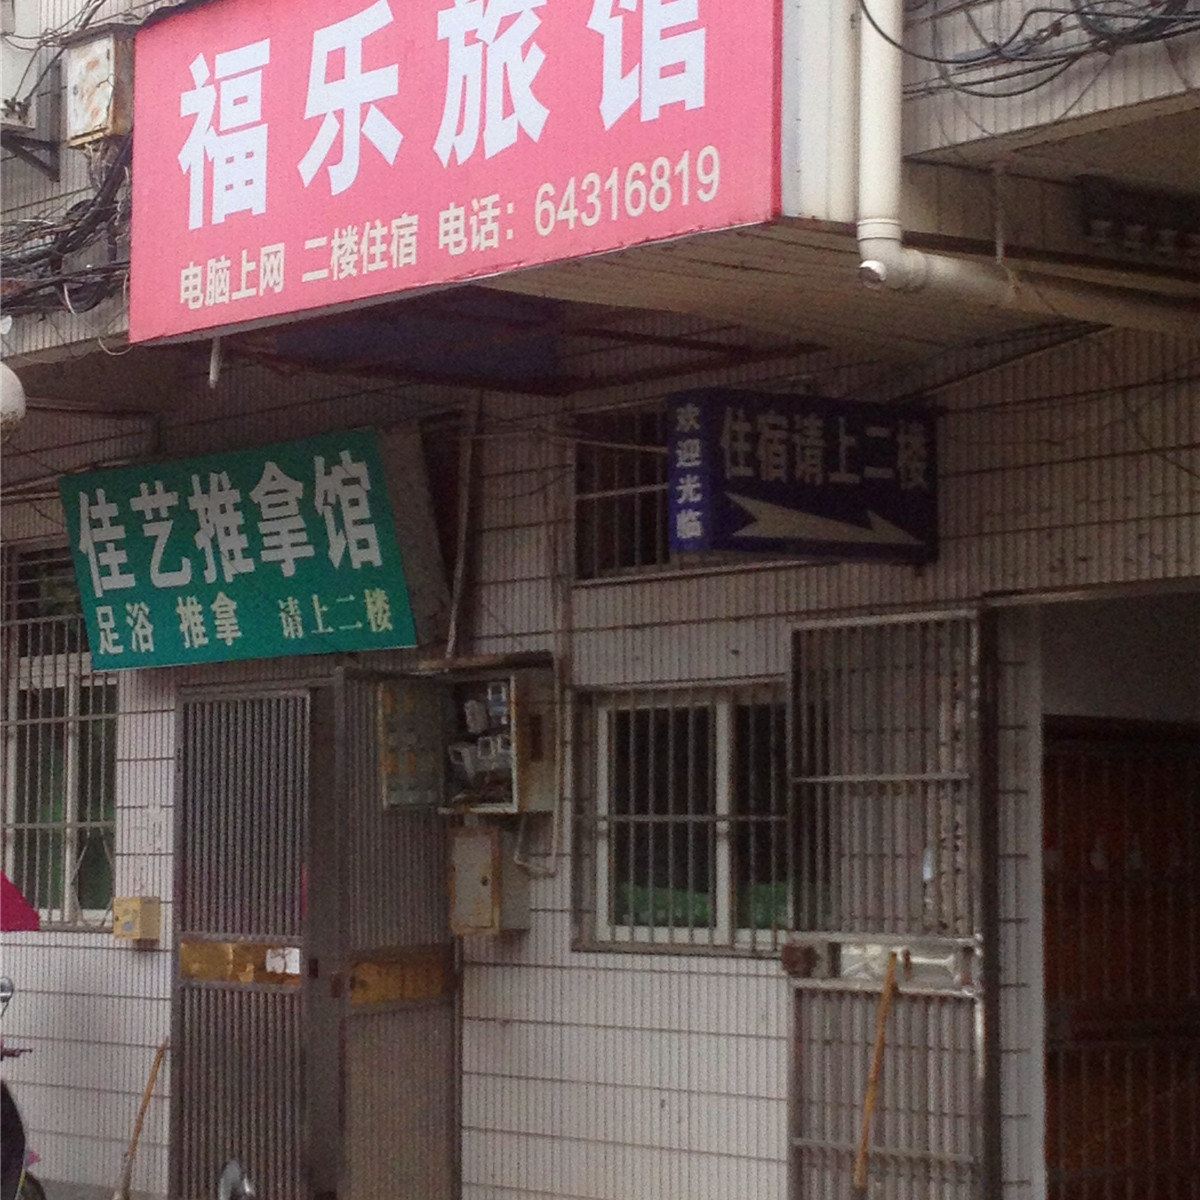 福乐旅馆
电脑上网 二楼住宿 电话：64316819
佳艺推拿馆
足浴 推拿 请上二楼
欢迎光临
住宿请上二楼